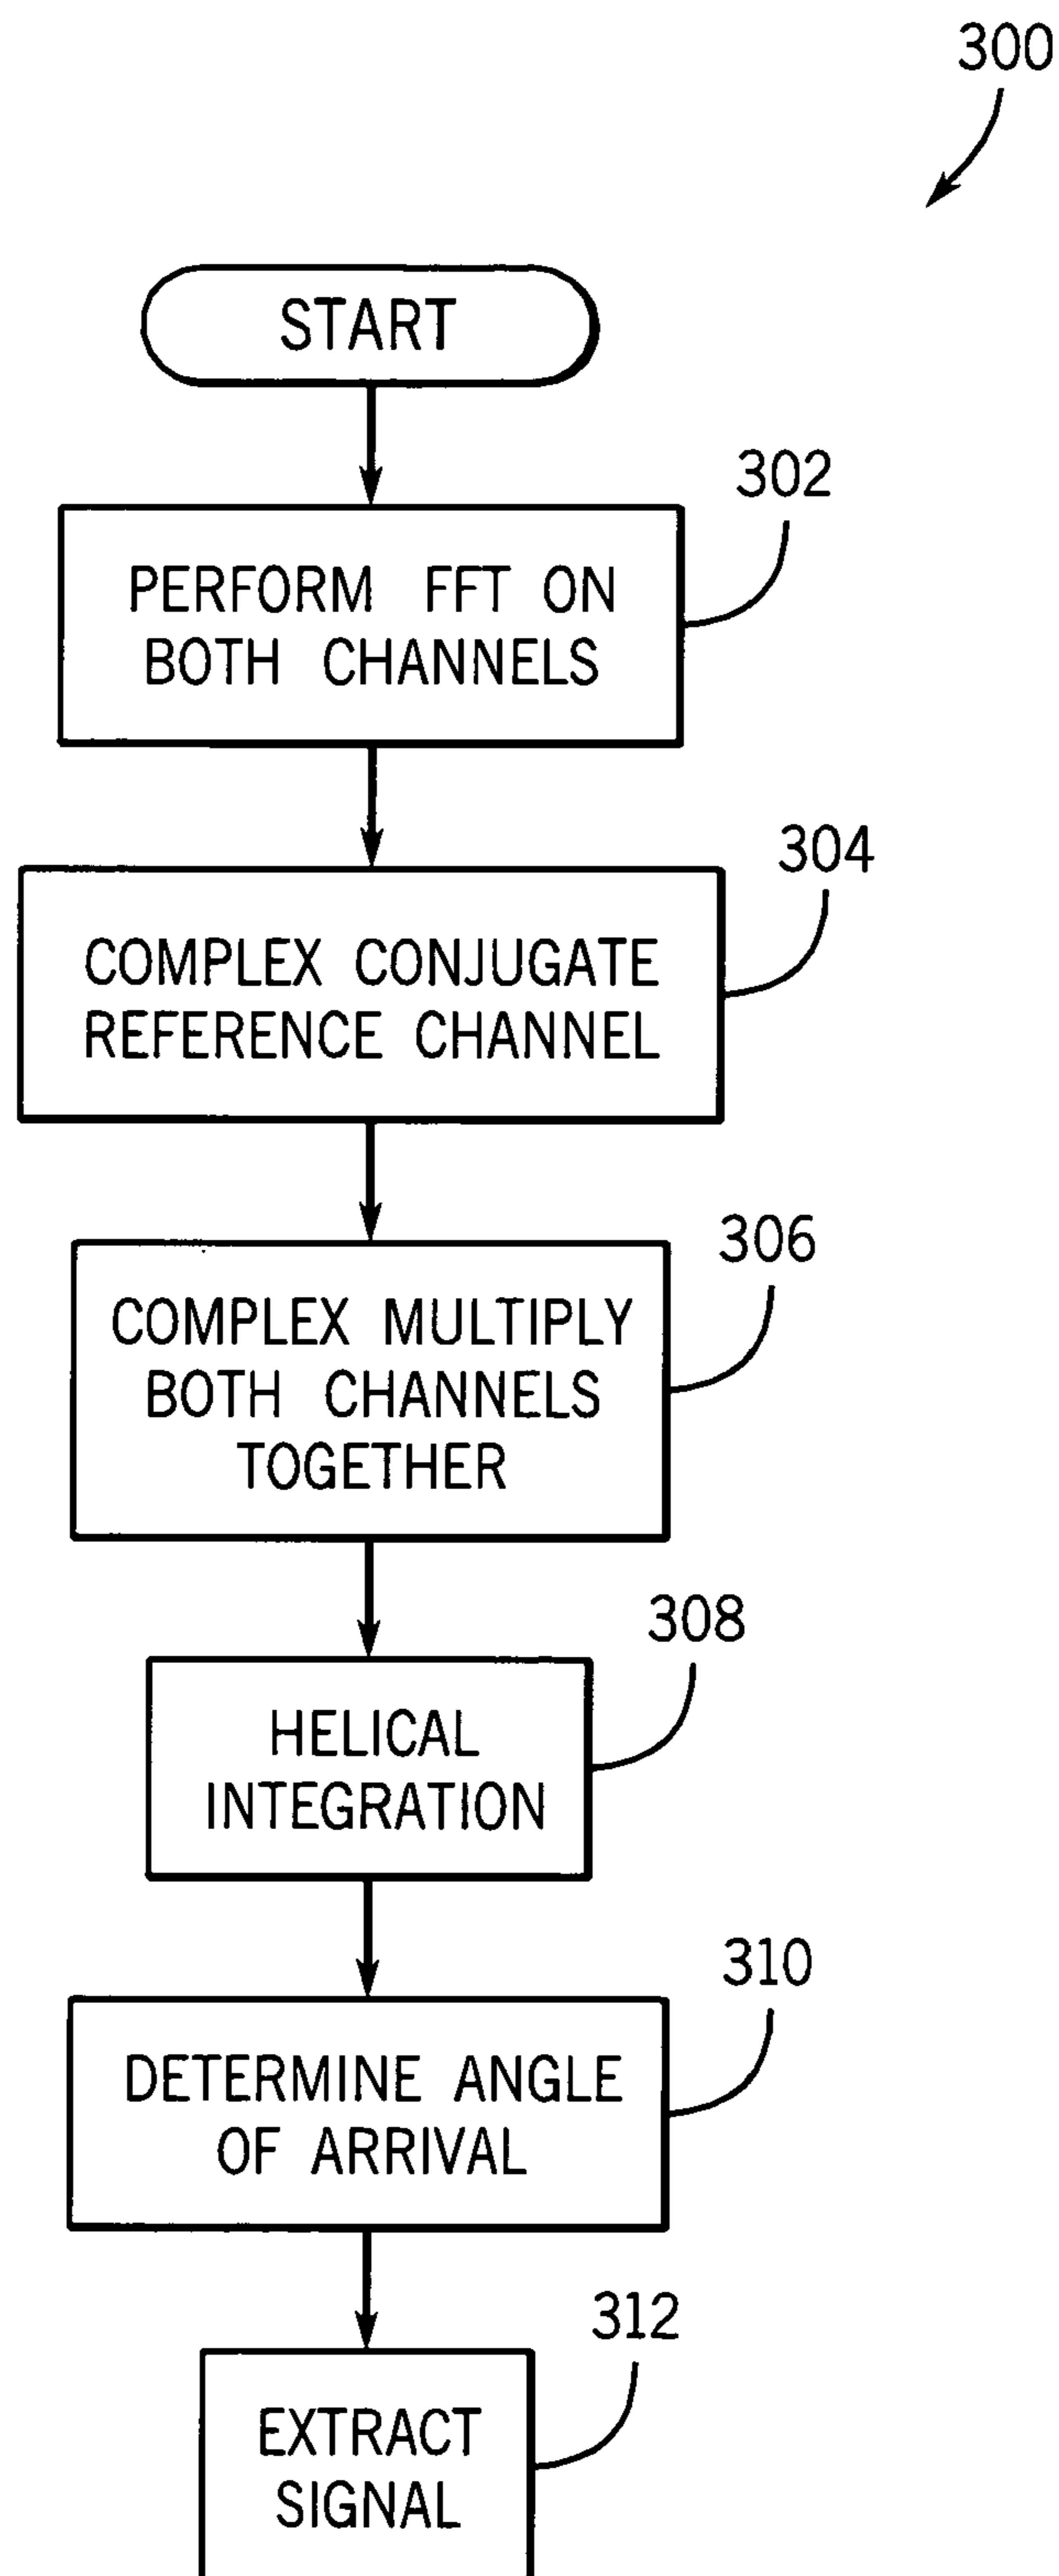 300
START
302
PERFORM FFT ON
BOTH CHANNELS
304
COMPLEX CONJUGATE
REFERENCE CHANNEL
306
COMPLEX MULTIPLY
BOTH CHANNELS
TOGETHER
308
HELICAL
INTEGRATION
310
DETERMINE ANGLE
OF ARRIVAL
312
EXTRACT
SIGNAL